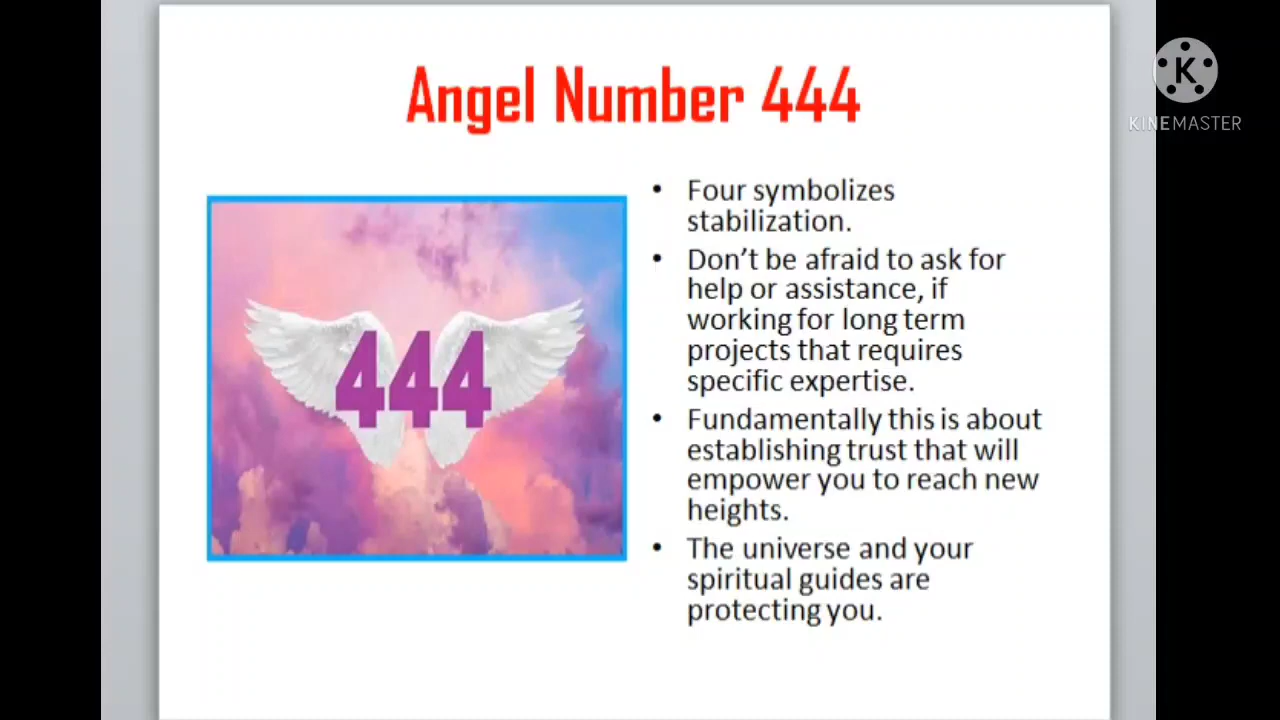 Angel Number 444
K
KINEMASTER
444
• Four symbolizes
stabilization.
• Don’t be afraid to ask for
help or assistance, if
working for long term
projects that requires
specific expertise.
• Fundamentally this is about
establishing trust that will
empower you to reach new
heights.
• The universe and your
spiritual guides are
protecting you.